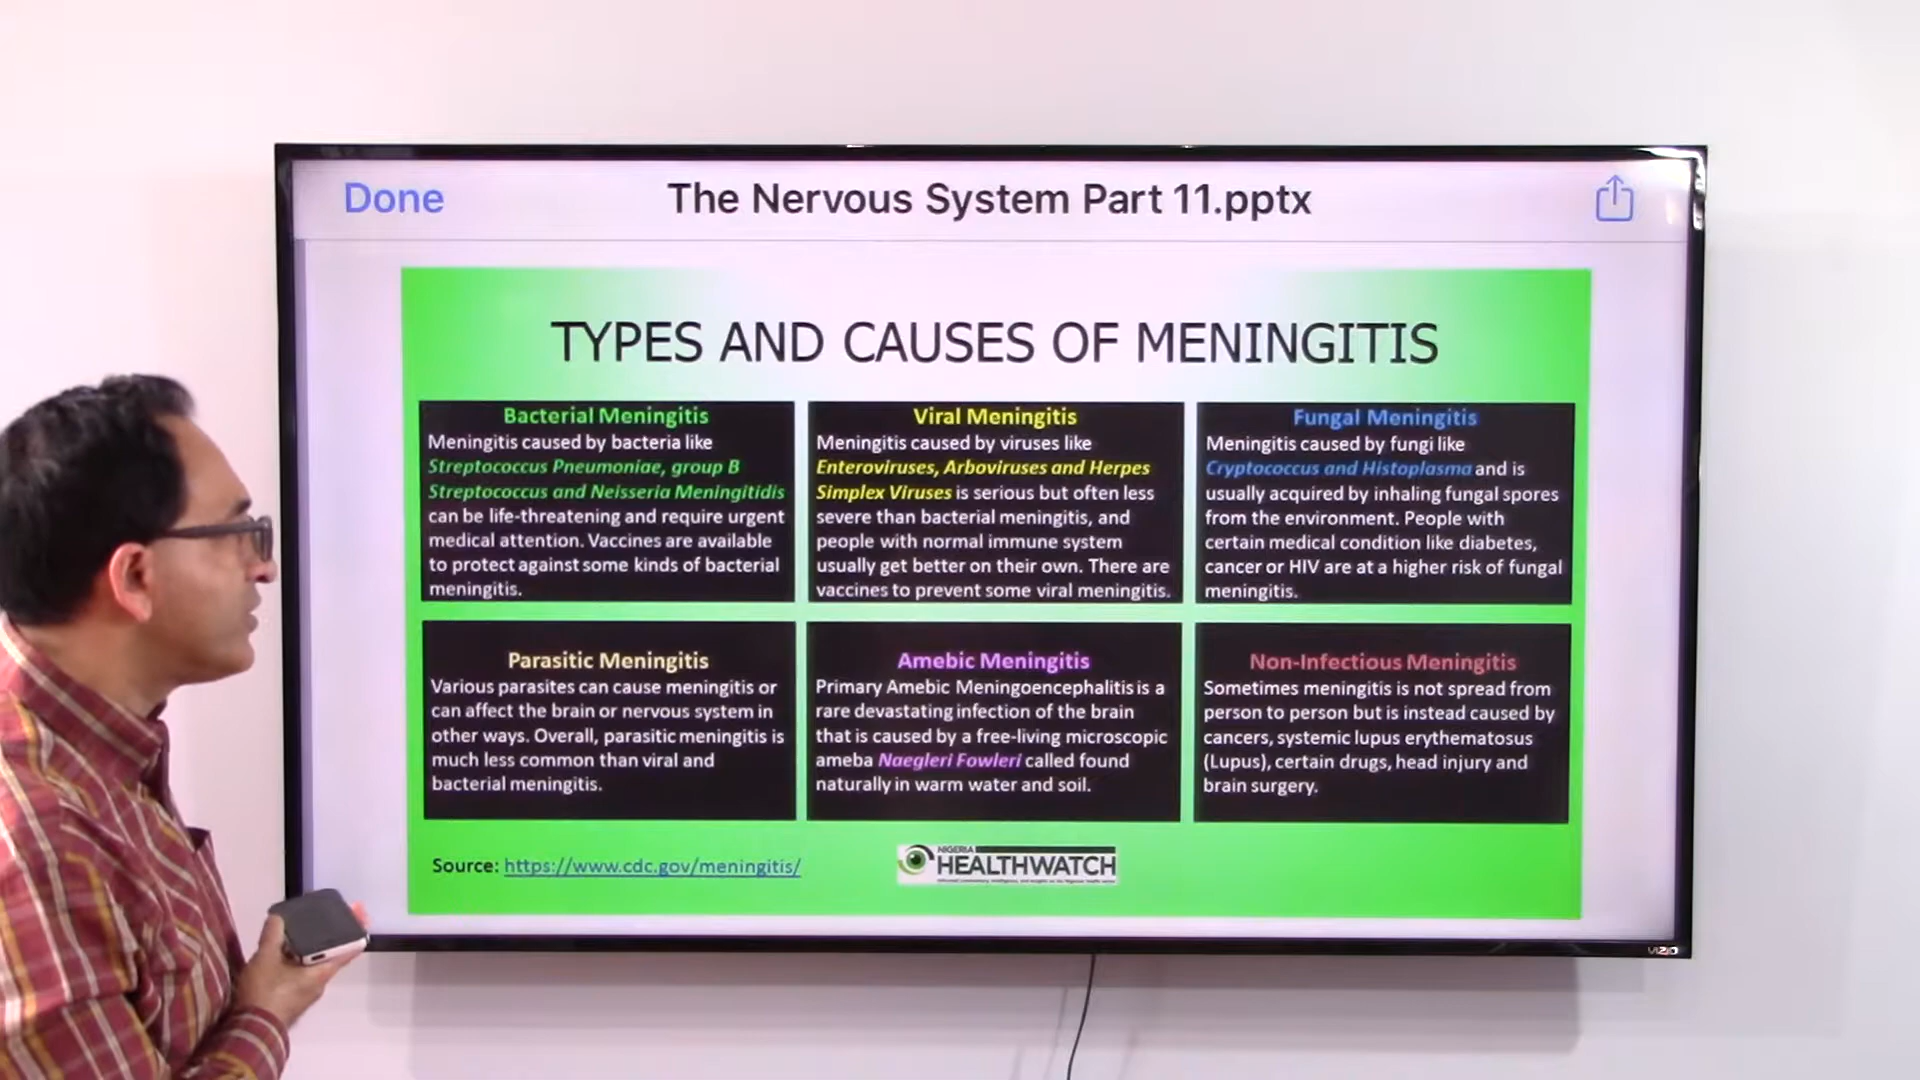 Done
The Nervous System Part 11.pptx
TYPES AND CAUSES OF MENINGITIS
Bacterial Meningitis
Meningitis caused by bacteria like
Streptococcus Pneumoniae, group B
Streptococcus and Neisseria Meningitidis
can be life-threatening and require urgent
medical attention. Vaccines are available
to protect against some kinds of bacterial
meningitis.
Viral Meningitis
Meningitis caused by viruses like
Enteroviruses, Arboviruses and Herpes
Simplex Viruses is serious but often less
severe than bacterial meningitis, and
people with normal immune system
usually get better on their own. There are
vaccines to prevent some viral meningitis.
Fungal Meningitis
Meningitis caused by fungi like
Cryptococcus and Histoplasma and is
usually acquired by inhaling fungal spores
from the environment. People with
certain medical condition like diabetes,
cancer or HIV are at a higher risk of fungal
meningitis.
Parasitic Meningitis
Various parasites can cause meningitis or
can affect the brain or nervous system in
other ways. Overall, parasitic meningitis is
much less common than viral and
bacterial meningitis.
Amebic Meningitis
Primary Amebic Meningoencephalitis is a
rare devastating infection of the brain
that is caused by a free-living microscopic
ameba Naegleri Fowleri called found
naturally in warm water and soil.
Non-Infectious Meningitis
Sometimes meningitis is not spread from
person to person but is instead caused by
cancers, systemic lupus erythematosus
(Lupus), certain drugs, head injury and
brain surgery.
Source: https://www.cdc.gov/meningitis/
NIGERIA
HEALTHWATCH
VIZIO